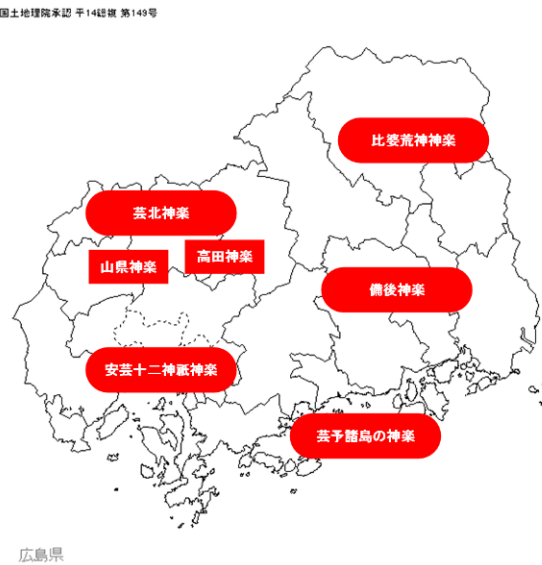 国土地理院承認 平14総複 第149号
比婆荒神神楽
芸北神楽
山県神楽
高田神楽
備後神楽
安芸十二神祇神楽
芸予諸島の神楽
広島県